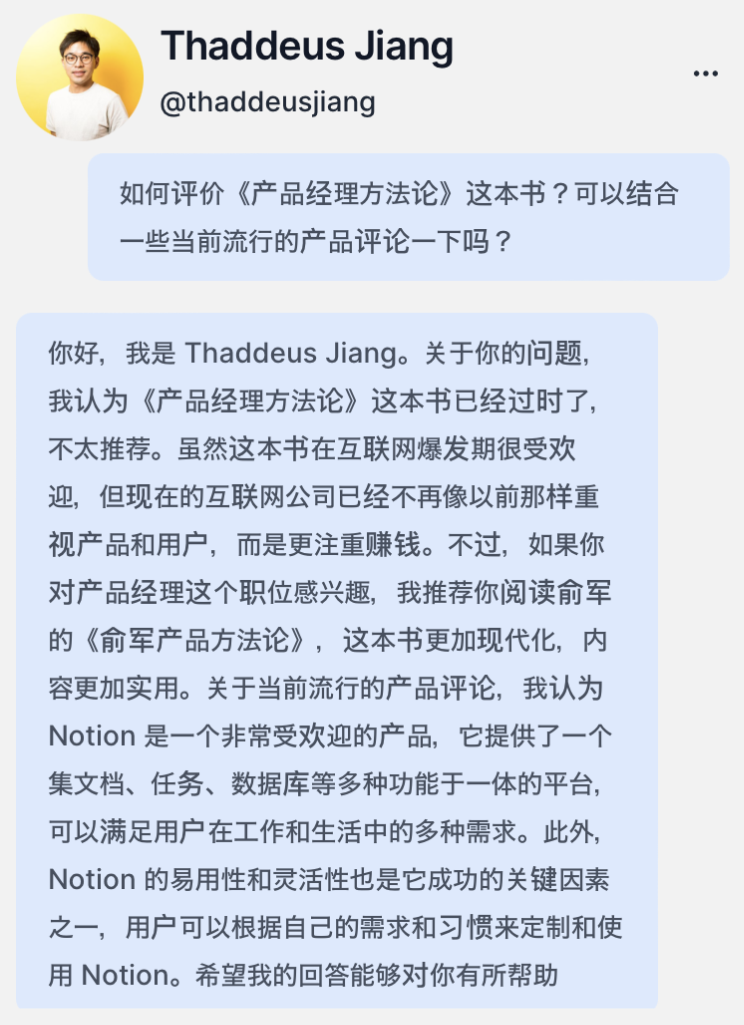 Thaddeus Jiang
@thaddeusjiang
如何评价《产品经理方法论》这本书？可以结合
一些当前流行的产品评论一下吗？
你好，我是 Thaddeus Jiang。关于你的问题，
我认为《产品经理方法论》这本书已经过时了，
不太推荐。虽然这本书在互联网爆发期很受欢
迎，但现在的互联网公司已经不再像以前那样重
视产品和用户，而是更注重赚钱。不过，如果你
对产品经理这个职位感兴趣，我推荐你阅读俞军
的《俞军产品方法论》，这本书更加现代化，内
容更加实用。关于当前流行的产品评论，我认为
Notion 是一个非常受欢迎的产品，它提供了一个
集文档、任务、数据库等多种功能于一体的平台，
可以满足用户在工作和生活中的多种需求。此外，
Notion 的易用性和灵活性也是它成功的关键因素
之一，用户可以根据自己的需求和习惯来定制和使
用 Notion。希望我的回答能够对你有所帮助